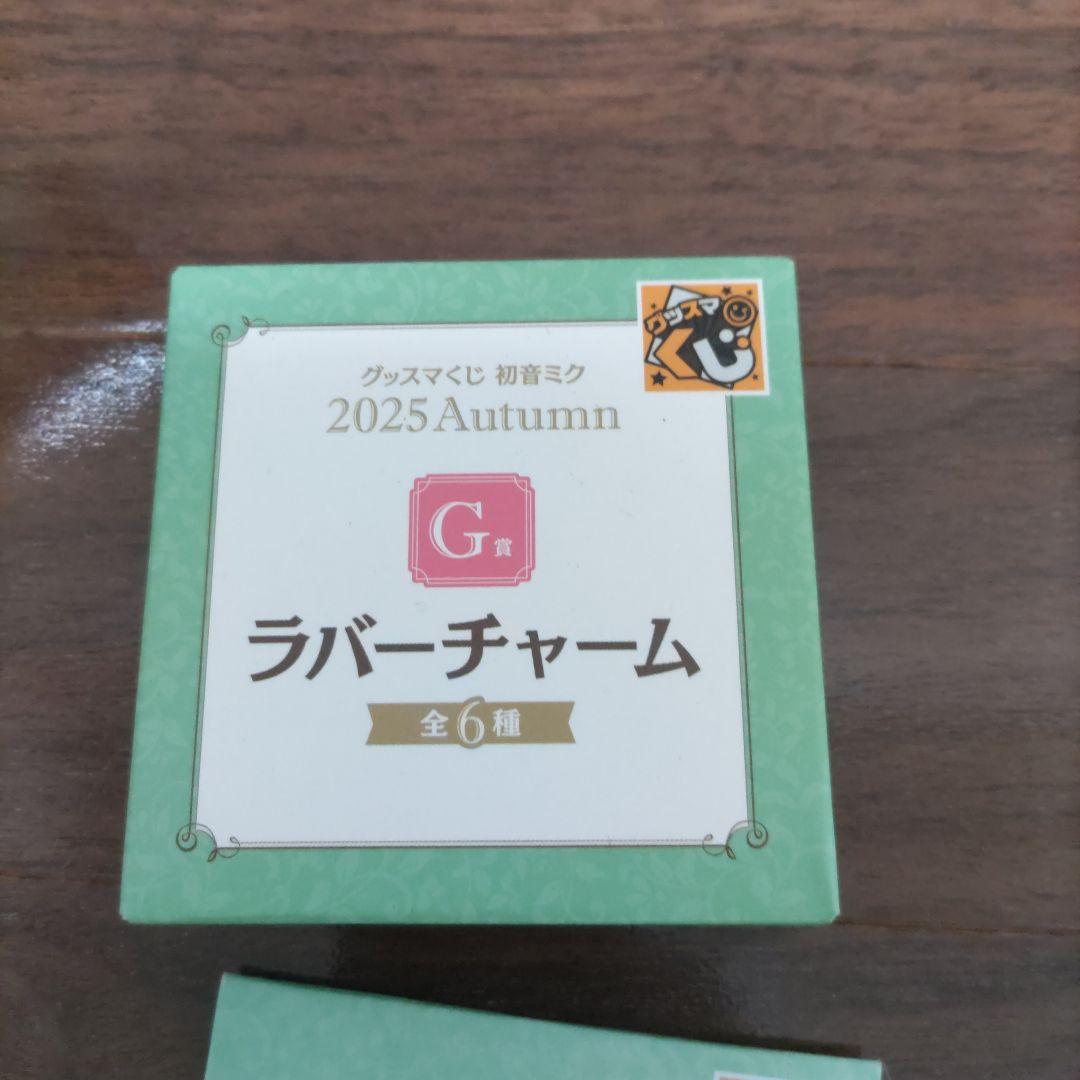 グッスマ
くじ
グッスマくじ 初音ミク
2025 Autumn
G賞
ラバーチャーム
全6種